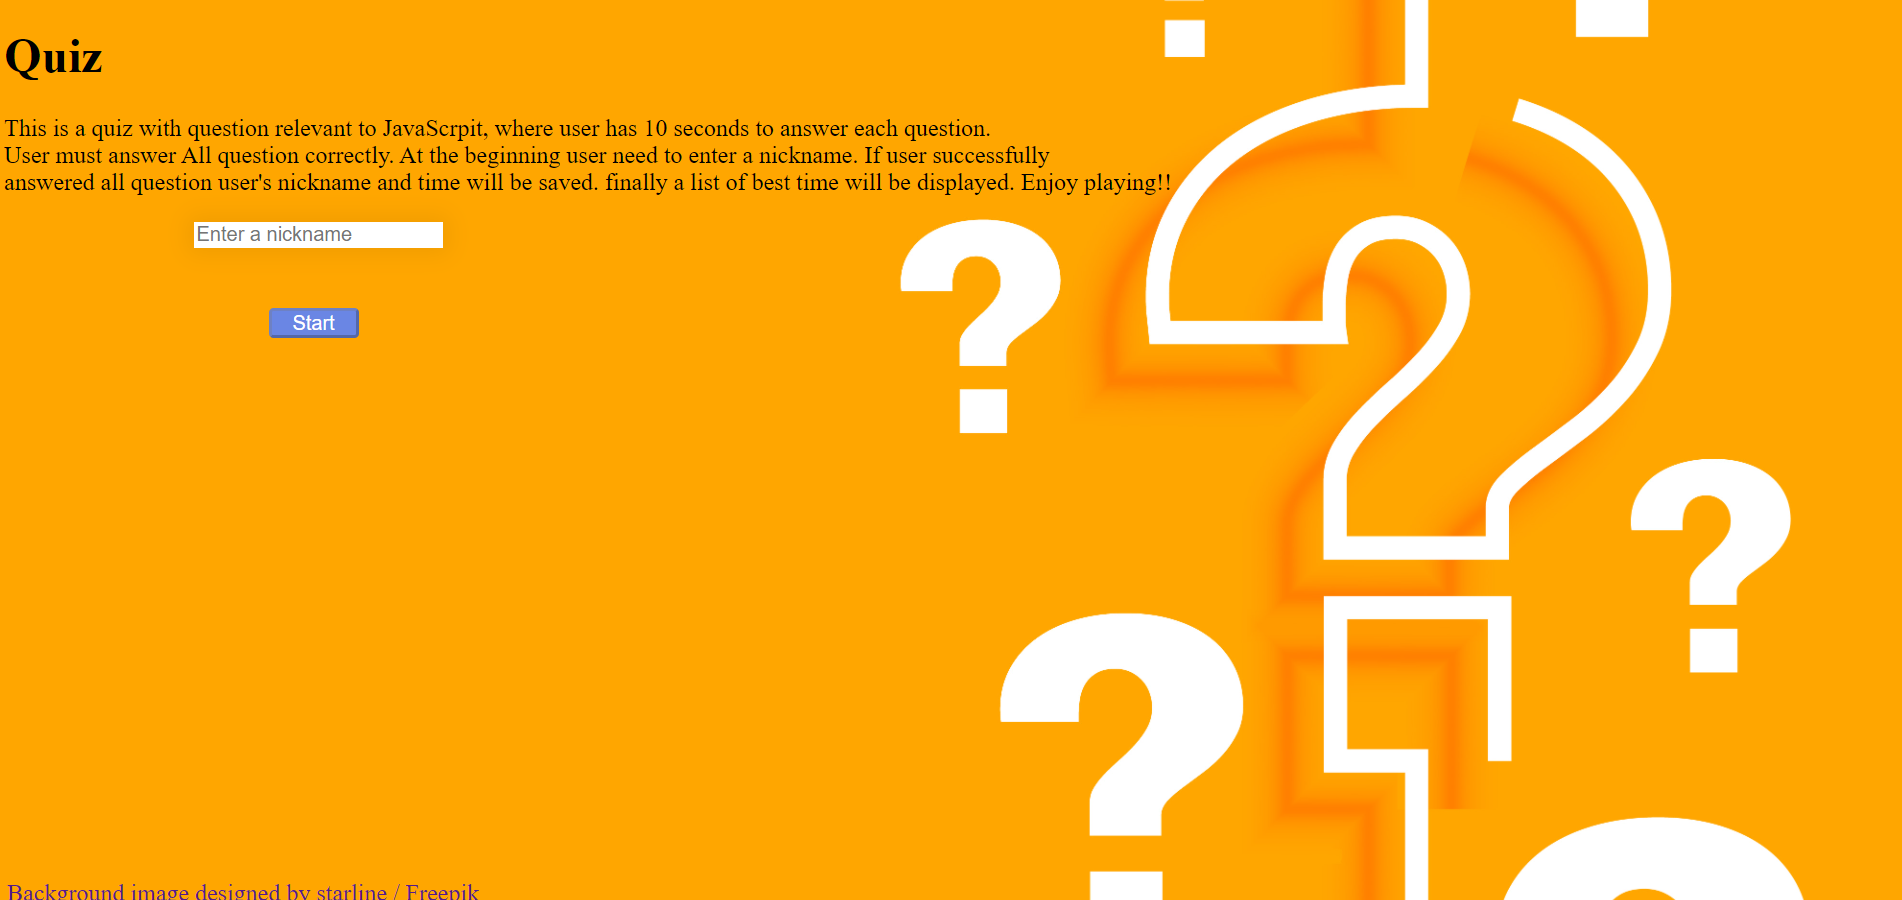 Quiz
This is a quiz with question relevant to JavaScrpit, where user has 10 seconds to answer each question.
User must answer All question correctly. At the beginning user need to enter a nickname. If user successfully
answered all question user's nickname and time will be saved. finally a list of best time will be displayed. Enjoy playing!!
Enter a nickname
Start
Background image designed by starline / Freepik